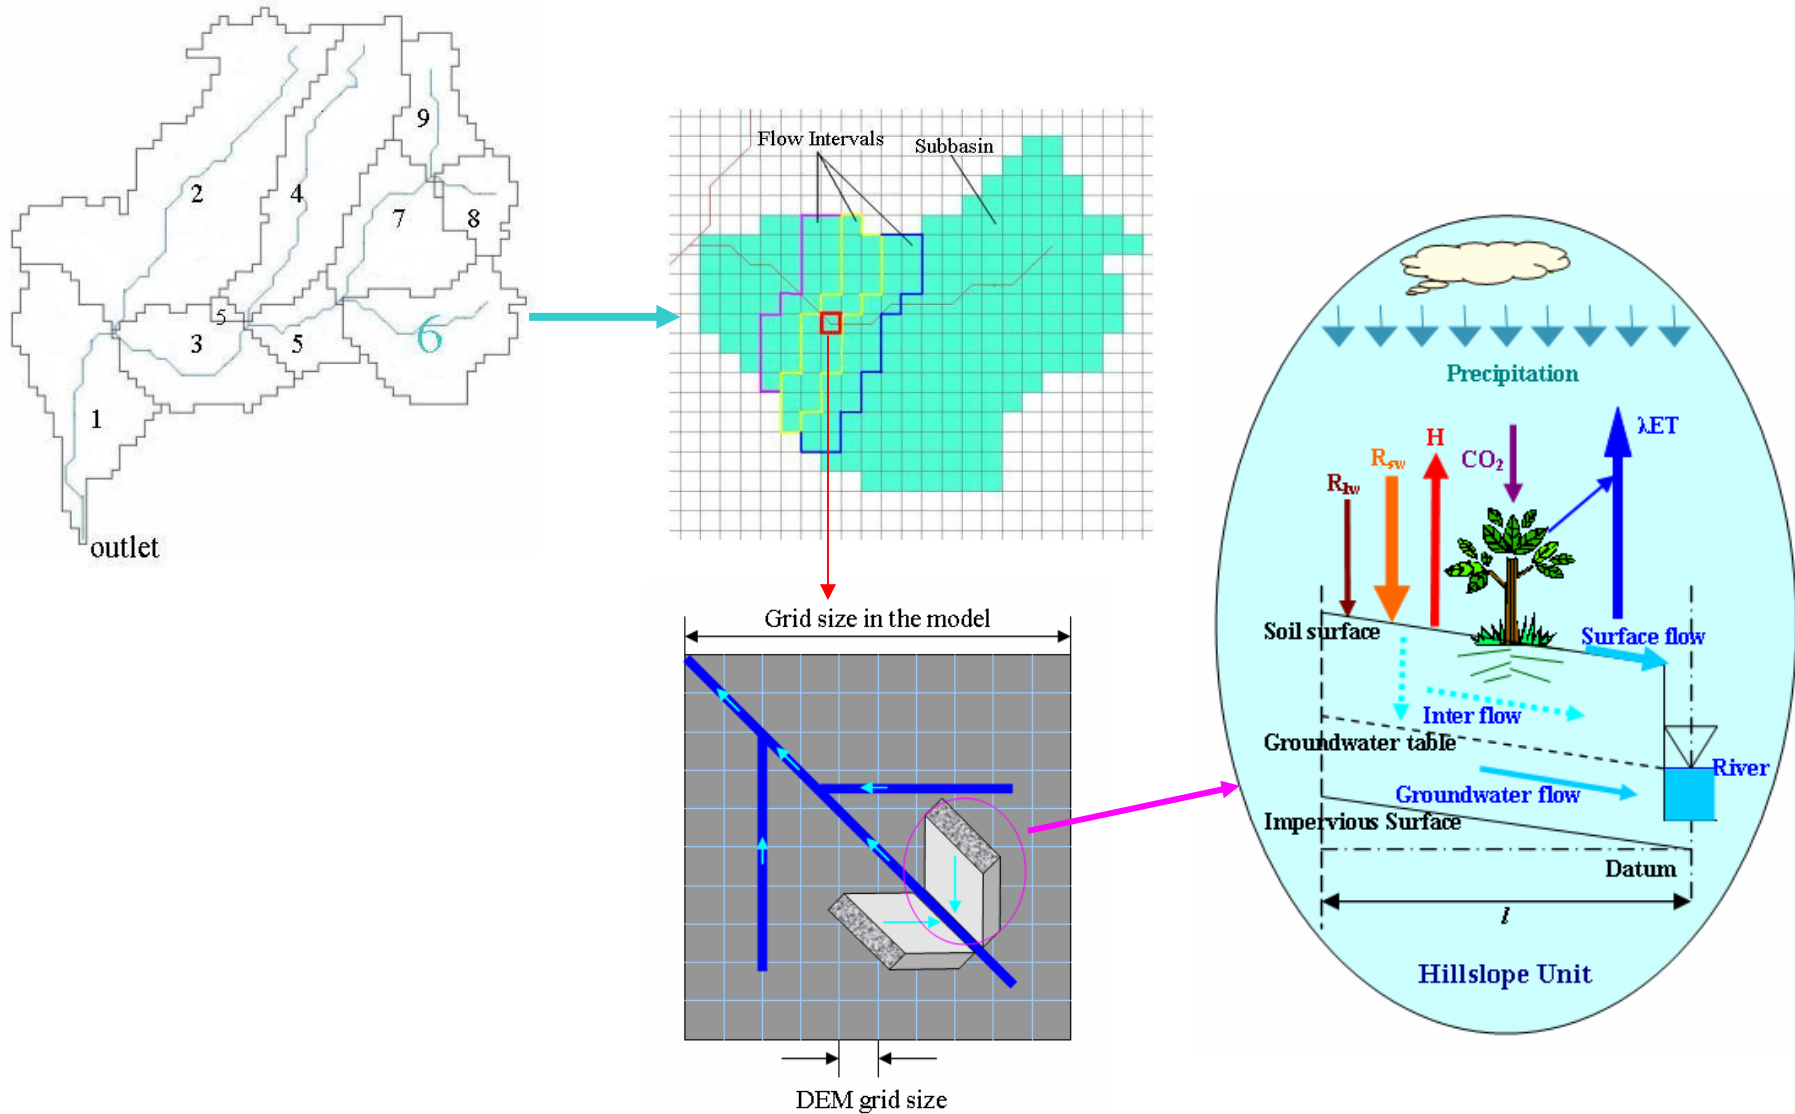 9
2
4
7
8
5
3
5
6
1
outlet
Flow Intervals
Subbasin
Grid size in the model
DEM grid size
Precipitation
H
λET
R_sw
CO₂
R_lw
Soil surface
Surface flow
Inter flow
Groundwater table
River
Groundwater flow
Impervious Surface
Datum
l
Hillslope Unit